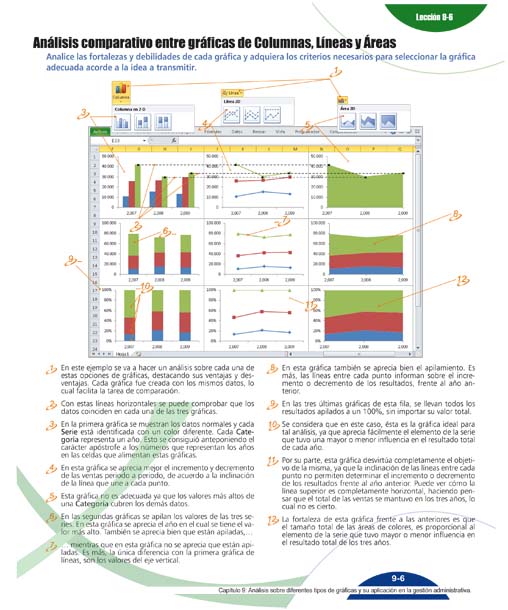 Lección 9-6
Análisis comparativo entre gráficas de Columnas, Líneas y Áreas
Analice las fortalezas y debilidades de cada gráfica y adquiera los criterios necesarios para seleccionar la gráfica
adecuada acorde a la idea a transmitir.
1 En este ejemplo se va a hacer un análisis sobre cada una de
estas opciones de gráficas, destacando sus ventajas y des-
ventajas. Cada gráfica fue creada con los mismos datos, lo
cual facilita la tarea de comparación.
2 Con estas líneas horizontales se puede comprobar que los
datos coinciden en cada una de las tres gráficas.
3 En la primera gráfica se muestran los datos normales y cada
Serie está identificada con un color diferente. Cada Cate-
goría representa un año. Esto se consiguió anteponiendo el
carácter apóstrofe a los números que representan los años
en las celdas que alimentan estas gráficas.
4 En esta gráfica se aprecia mejor el incremento y decremento
de las ventas periodo a periodo, de acuerdo a la inclinación
de la línea que une a cada punto.
5 Esta gráfica no es adecuada ya que los valores más altos de
una Categoría cubren los demás datos.
6 En las segundas gráficas se apilan los valores de las tres se-
ries. En esta gráfica se aprecia el año en el cual se tiene el va-
lor más alto. También se aprecia bien que están apiladas,...
7 ...mientras que en esta gráfica no se aprecia que están api-
ladas. Es más, la única diferencia con la primera gráfica de
líneas, son los valores del eje vertical.
8 En esta gráfica también se aprecia bien el apilamiento. Es
más, las líneas entre cada punto informan sobre el incre-
mento o decremento de los resultados, frente al año an-
terior.
9 En las tres últimas gráficas de esta fila, se llevan todos los
resultados apilados a un 100%, sin importar su valor total.
10 Se considera que en este caso, ésta es la gráfica ideal para
tal análisis, ya que aprecia fácilmente el elemento de la serie
que tuvo una mayor o menor influencia en el resultado total
de cada año.
11 Por su parte, esta gráfica desvirtúa completamente el objeti-
vo de la misma, ya que la inclinación de las líneas entre cada
punto no permiten determinar el incremento o decremento
de los resultados frente al año anterior. Puede ver cómo la
línea superior es completamente horizontal, haciendo pen-
sar que el total de las ventas se mantuvo en los tres años, lo
cual no es cierto.
12 La fortaleza de esta gráfica frente a las anteriores es que
el tamaño total de las áreas de colores, es proporcional al
elemento de la serie que tuvo mayor o menor influencia en
el resultado total de los tres años.
9-6
Capítulo 9: Análisis sobre diferentes tipos de gráficas y su aplicación en la gestión administrativa.